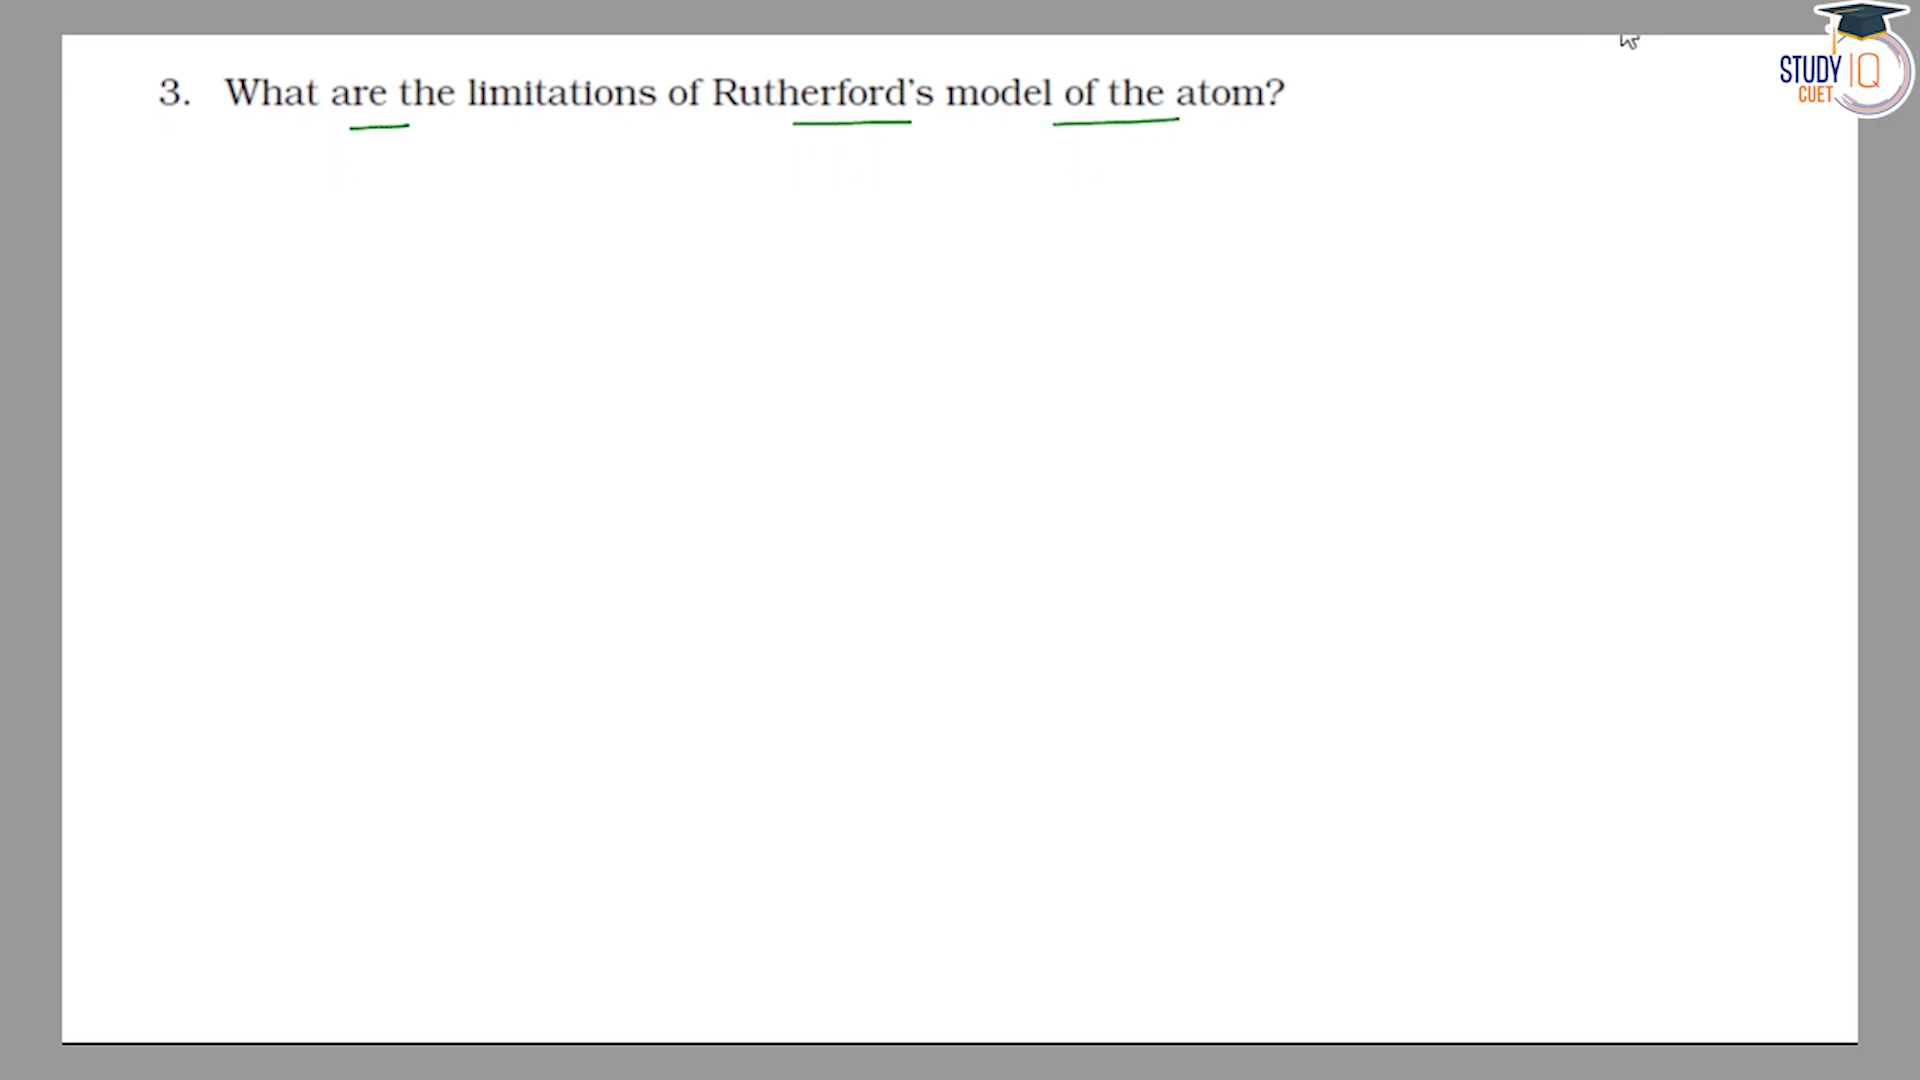 3. What are the limitations of Rutherford's model of the atom?
STUDY IQ
CUET